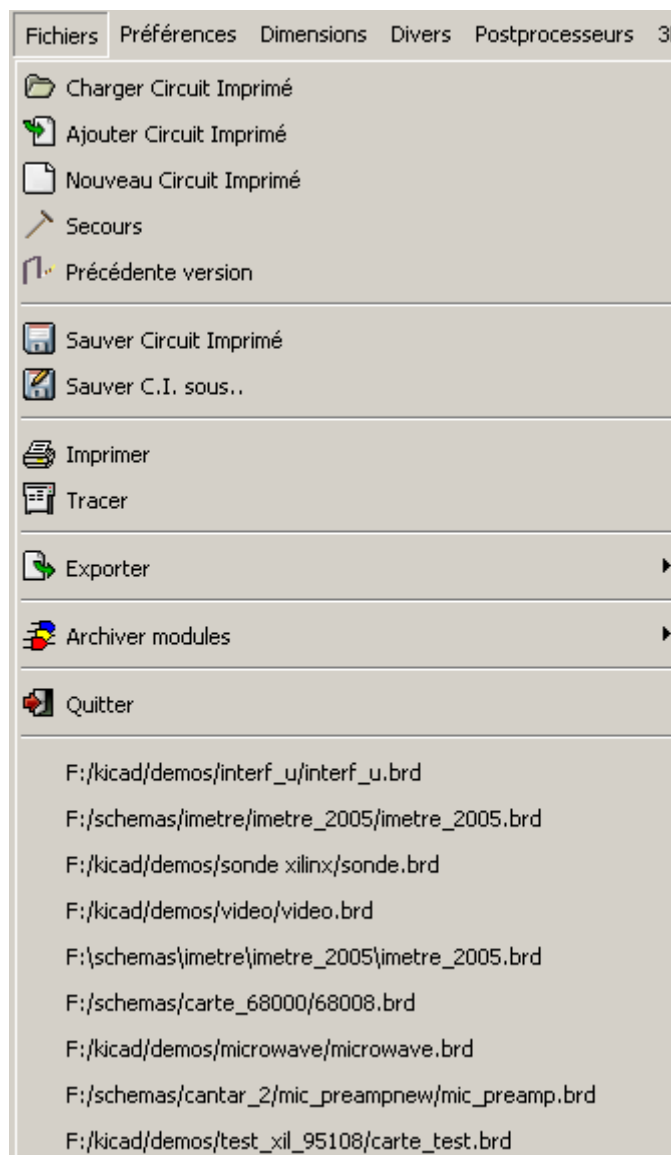 Fichiers Préférences Dimensions Divers Postprocesseurs 3
Charger Circuit Imprimé
Ajouter Circuit Imprimé
Nouveau Circuit Imprimé
Secours
Précédente version
Sauver Circuit Imprimé
Sauver C.I. sous..
Imprimer
Tracer
Exporter
Archiver modules
Quitter
F:/kicad/demos/interf_u/interf_u.brd
F:/schemas/imetre/imetre_2005/imetre_2005.brd
F:/kicad/demos/sonde xilinx/sonde.brd
F:/kicad/demos/video/video.brd
F:\schemas\imetre\imetre_2005\imetre_2005.brd
F:/schemas/carte_68000/68008.brd
F:/kicad/demos/microwave/microwave.brd
F:/schemas/cantar_2/mic_preampnew/mic_preamp.brd
F:/kicad/demos/test_xil_95108/carte_test.brd